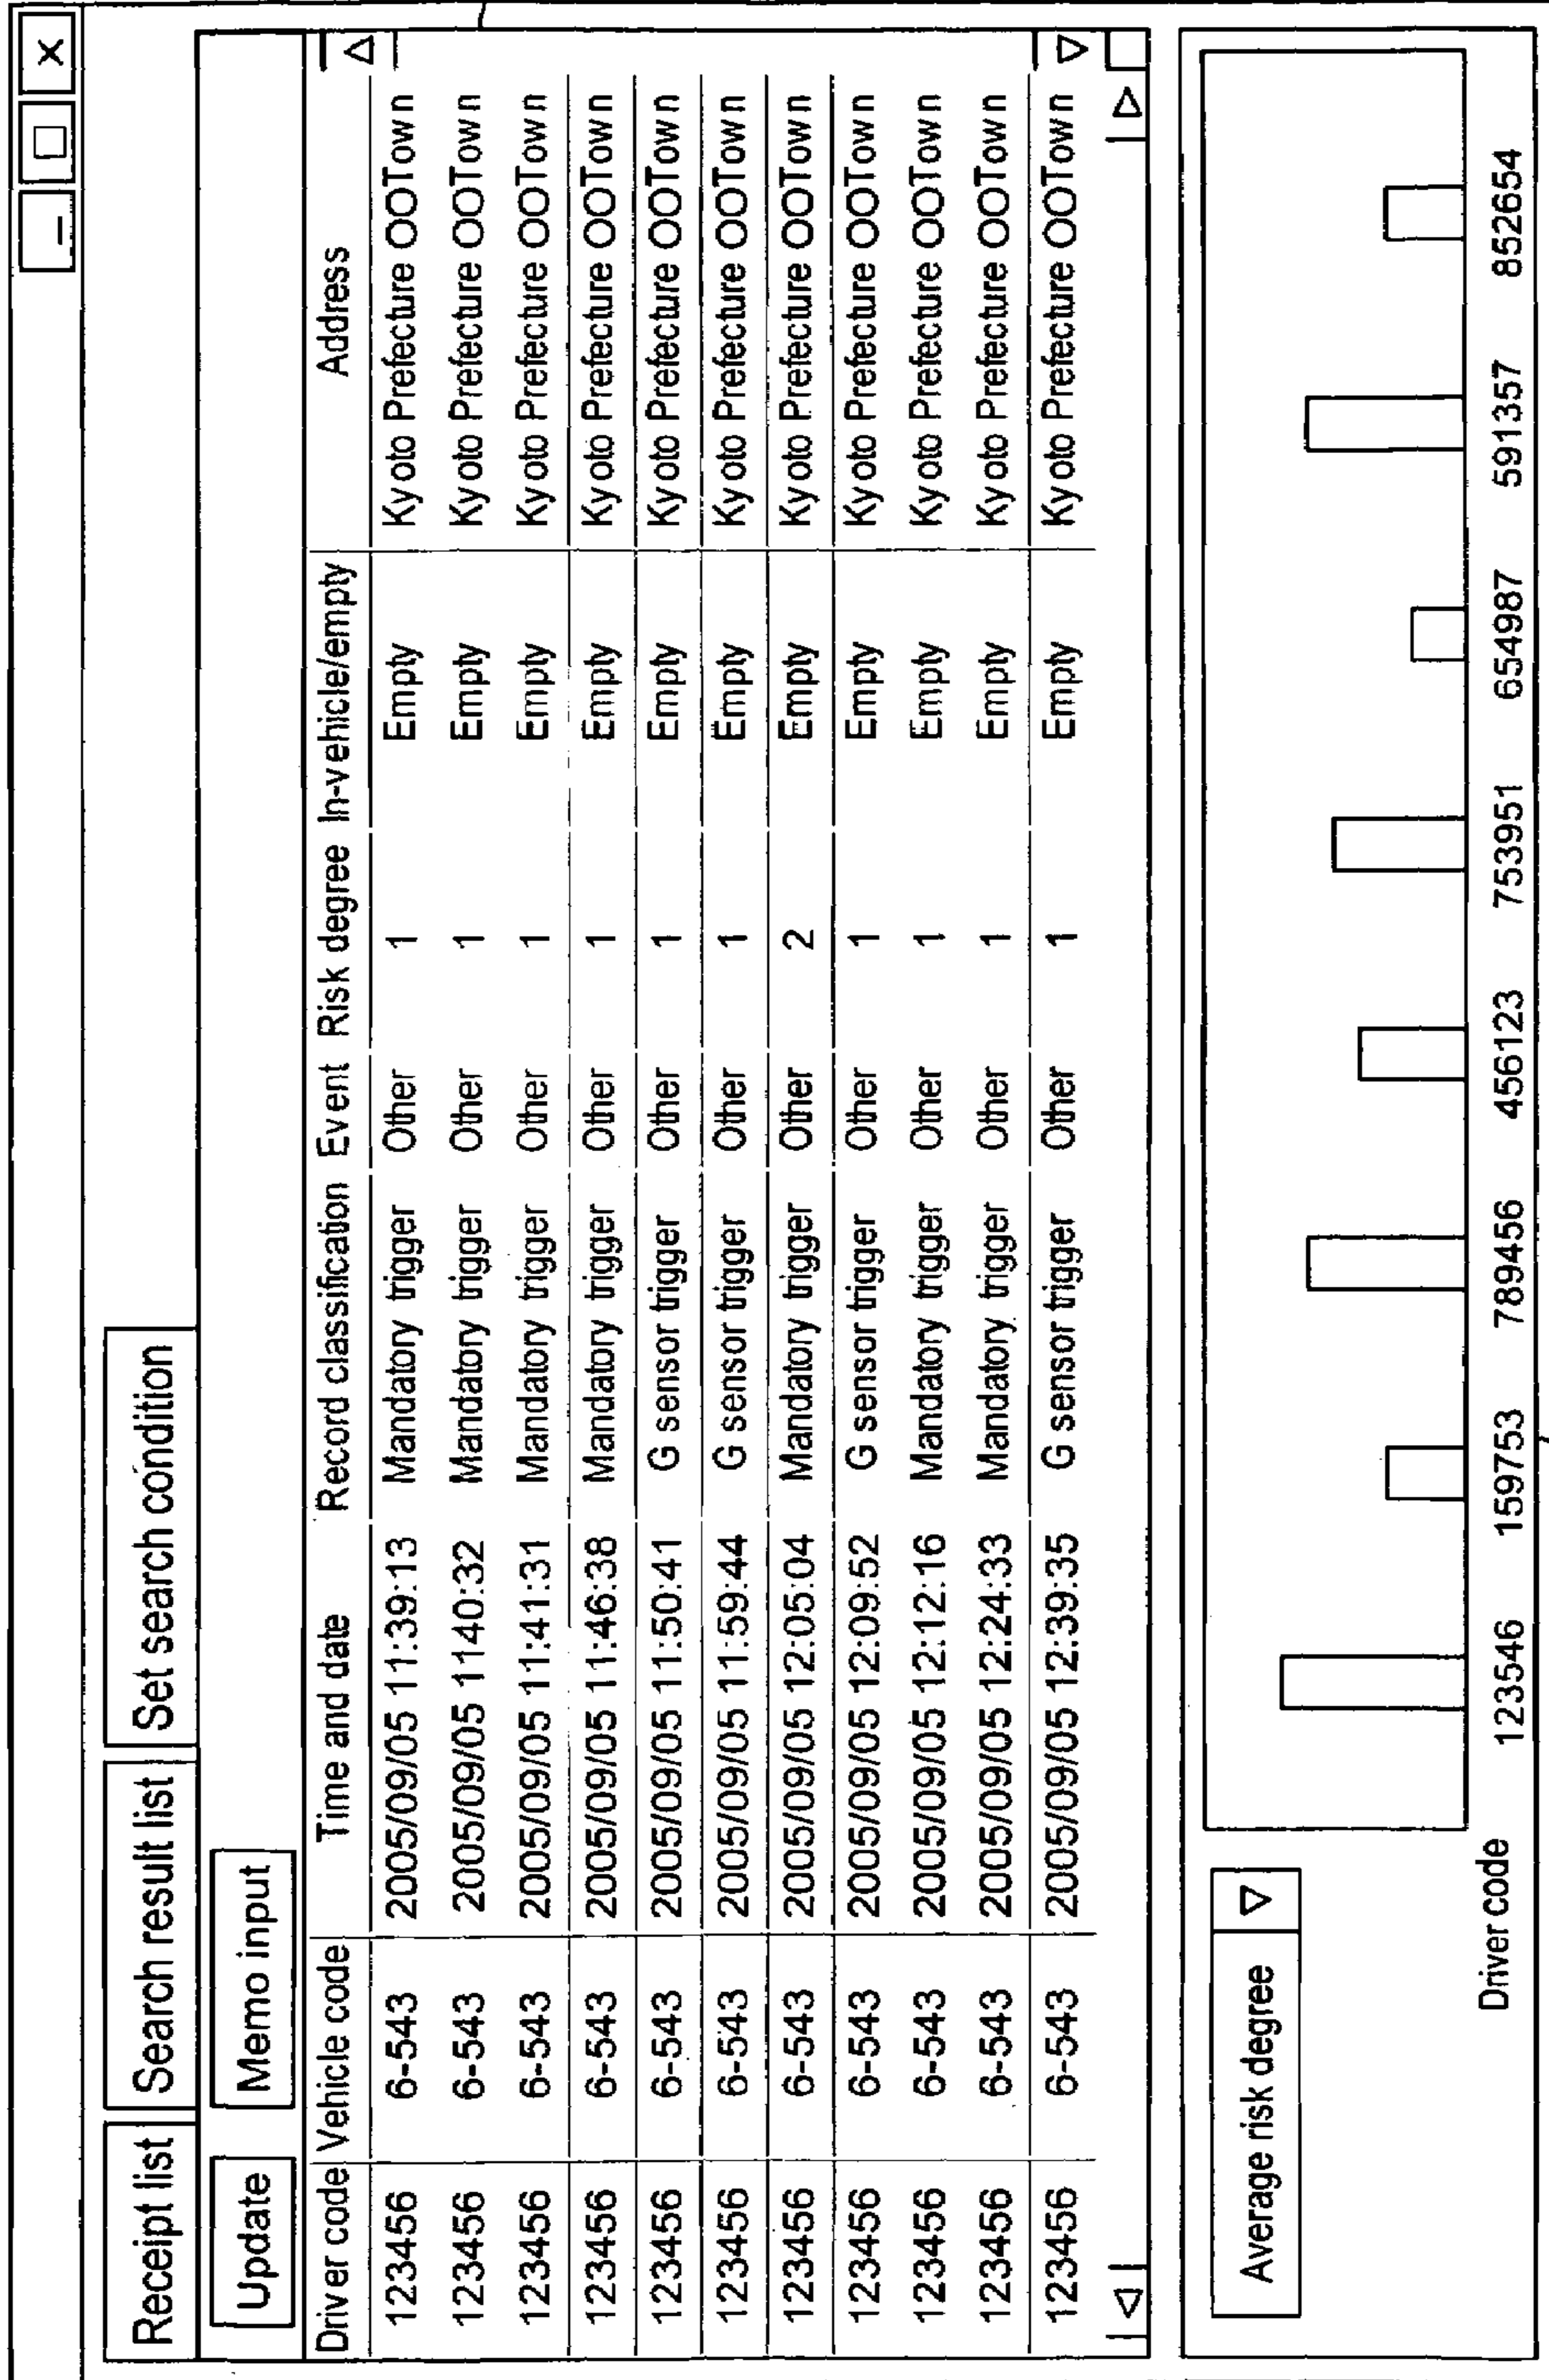 Receipt list Search result list Set search condition
Update Memo input
Driver code Vehicle code Time and date Record classification Event Risk degree In-vehicle/empty Address
123456 6-543 2005/09/05 11:39:13 Mandatory trigger Other 1 Empty Kyoto Prefecture OOTown
123456 6-543 2005/09/05 1140:32 Mandatory trigger Other 1 Empty Kyoto Prefecture OOTown
123456 6-543 2005/09/05 11:41:31 Mandatory trigger Other 1 Empty Kyoto Prefecture OOTown
123456 6-543 2005/09/05 11:46:38 Mandatory trigger Other 1 Empty Kyoto Prefecture OOTown
123456 6-543 2005/09/05 11:50:41 G sensor trigger Other 1 Empty Kyoto Prefecture OOTown
123456 6-543 2005/09/05 11:59:44 G sensor trigger Other 1 Empty Kyoto Prefecture OOTown
123456 6-543 2005/09/05 12:05:04 Mandatory trigger Other 2 Empty Kyoto Prefecture OOTown
123456 6-543 2005/09/05 12:09:52 G sensor trigger Other 1 Empty Kyoto Prefecture OOTown
123456 6-543 2005/09/05 12:12:16 Mandatory trigger Other 1 Empty Kyoto Prefecture OOTown
123456 6-543 2005/09/05 12:24:33 Mandatory trigger Other 1 Empty Kyoto Prefecture OOTown
123456 6-543 2005/09/05 12:39:35 G sensor trigger Other 1 Empty Kyoto Prefecture OOTown
Average risk degree
Driver code 123546 159753 789456 456123 753951 654987 591357 852654